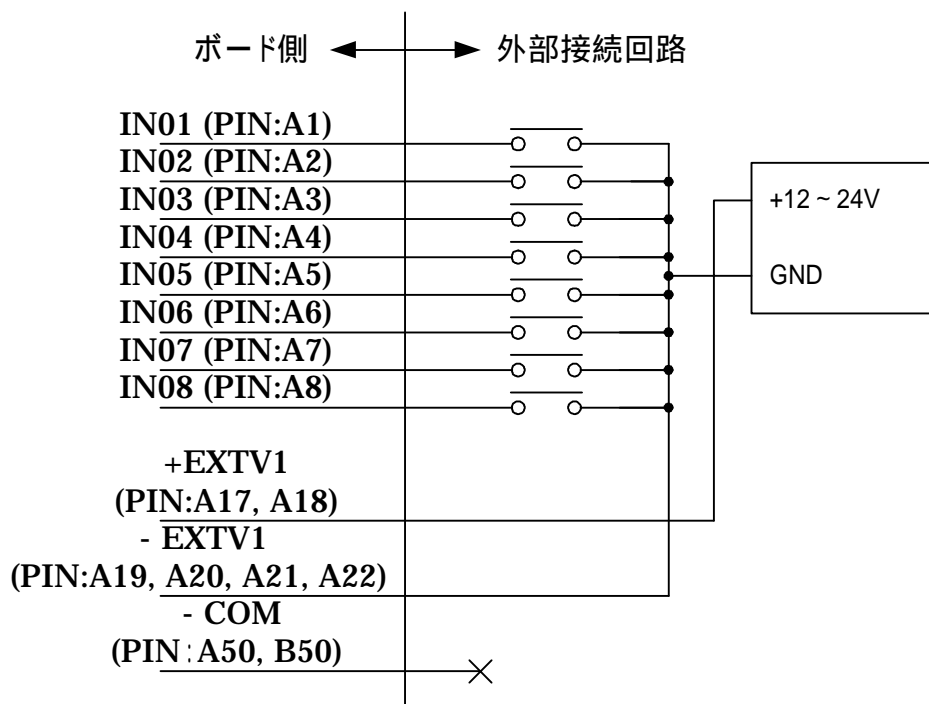 ボード側
外部接続回路
IN01 (PIN:A1)
IN02 (PIN:A2)
IN03 (PIN:A3)
IN04 (PIN:A4)
IN05 (PIN:A5)
IN06 (PIN:A6)
IN07 (PIN:A7)
IN08 (PIN:A8)
+12 ~ 24V
GND
+EXTV1
(PIN:A17, A18)
- EXTV1
(PIN:A19, A20, A21, A22)
- COM
(PIN:A50, B50)